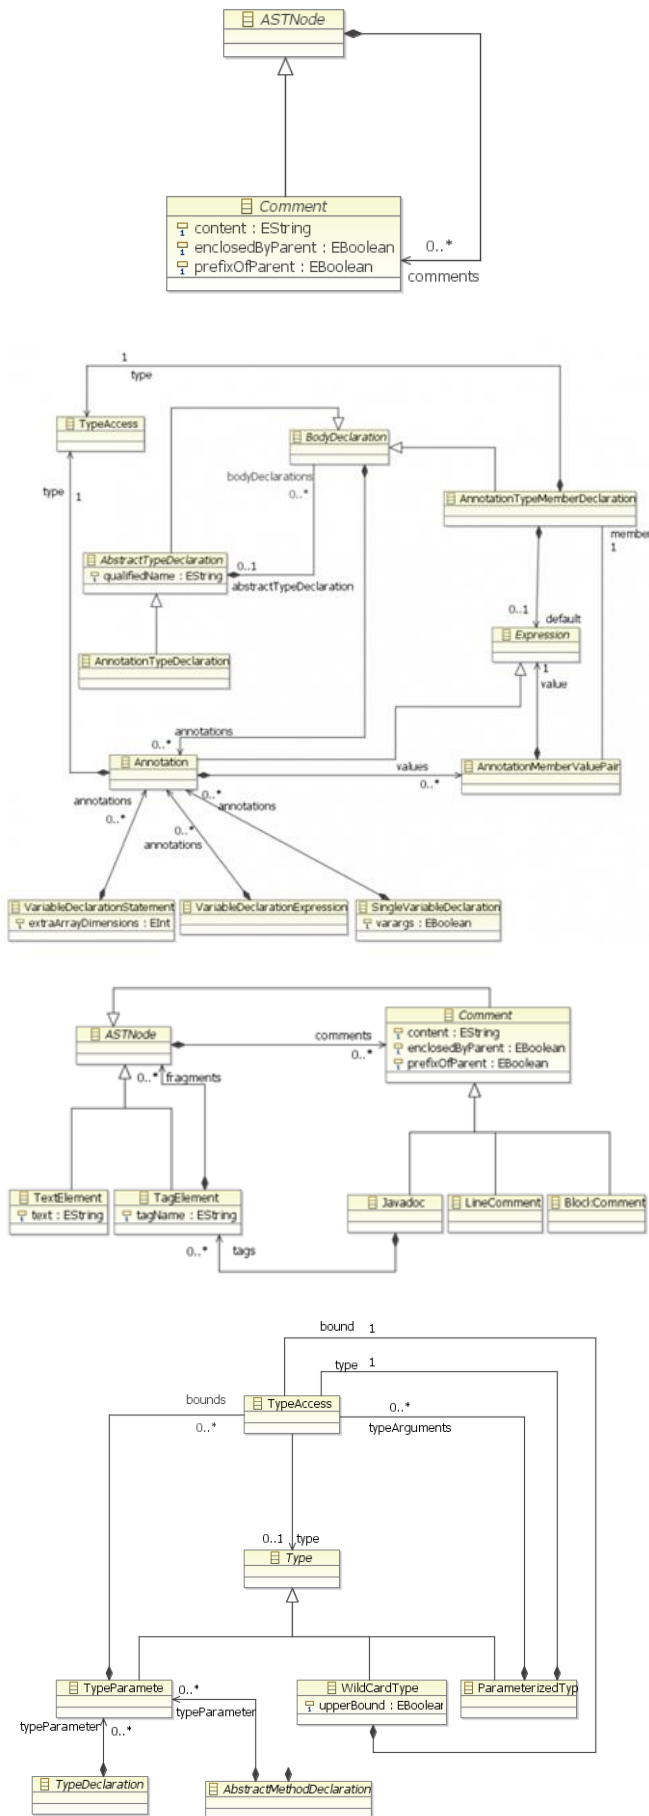 ASTNode
Comment
content : EString
enclosedByParent : EBoolean
prefixOfParent : EBoolean
0..*
comments
1
type
TypeAccess
BodyDeclaration
type
1
bodyDeclarations
0..*
AnnotationTypeMemberDeclaration
member
1
AbstractTypeDeclaration
qualifiedName : EString
0..1
abstractTypeDeclaration
0..1
default
Expression
AnnotationTypeDeclaration
1
value
annotations
0..*
Annotation
values
0..*
AnnotationMemberValuePair
annotations
0..*
0..*
annotations
0..*
annotations
VariableDeclarationStatement
extraArrayDimensions : EInt
VariableDeclarationExpression
SingleVariableDeclaration
varargs : EBoolean
ASTNode
comments
0..*
Comment
content : EString
enclosedByParent : EBoolean
prefixOfParent : EBoolean
0..*
fragments
TextElement
text : EString
TagElement
tagName : EString
Javadoc
LineComment
BlockComment
0..*
tags
bound 1
type 1
bounds
0..*
TypeAccess
0..*
typeArguments
0..1 type
Type
TypeParamete
0..*
typeParameter
WildCardType
upperBound : EBoolear
ParameterizedTyp
typeParameter
0..*
TypeDeclaration
AbstractMethodDeclaration